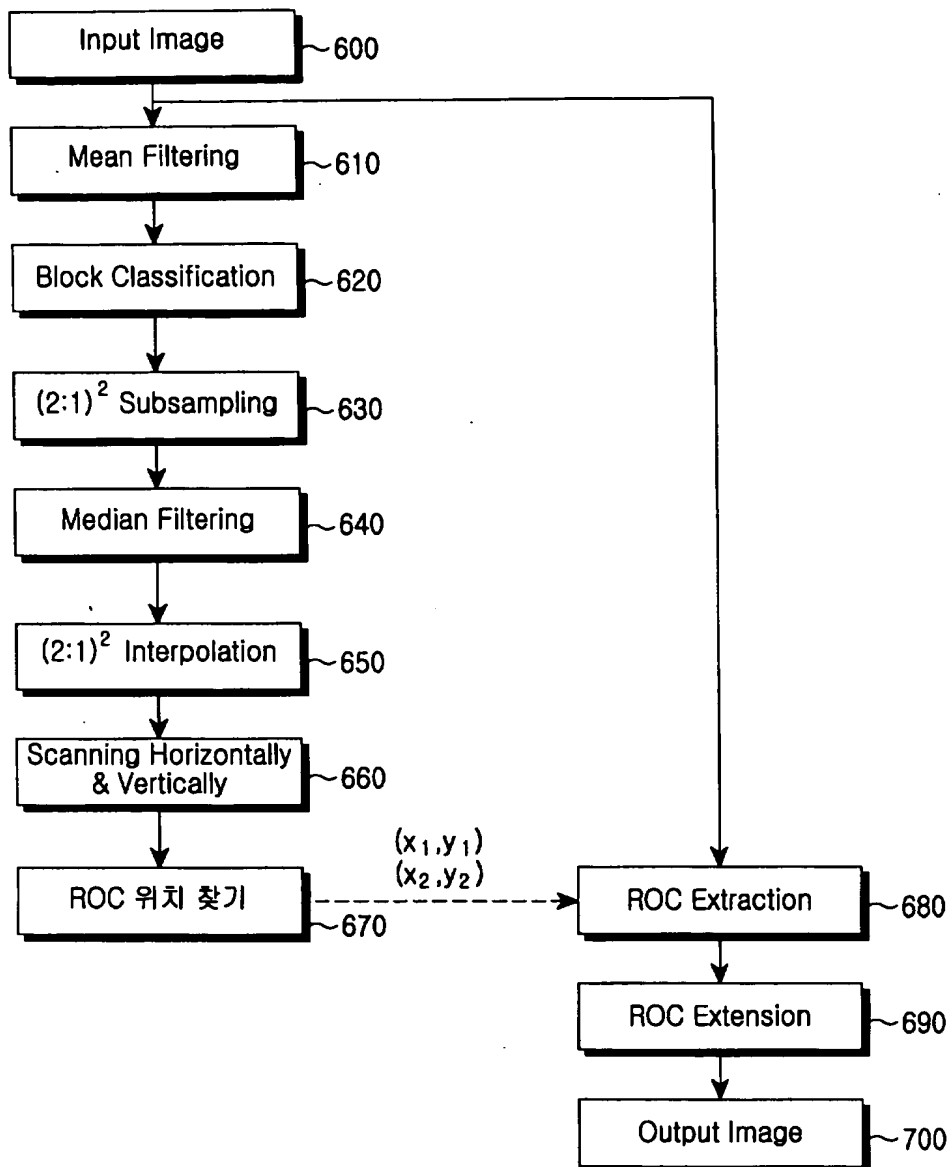 Input Image
600
Mean Filtering
610
Block Classification
620
(2:1)² Subsampling
630
Median Filtering
640
(2:1)² Interpolation
650
Scanning Horizontally
& Vertically
660
ROC 위치 찾기
670
(x₁,y₁)
(x₂,y₂)
ROC Extraction
680
ROC Extension
690
Output Image
700